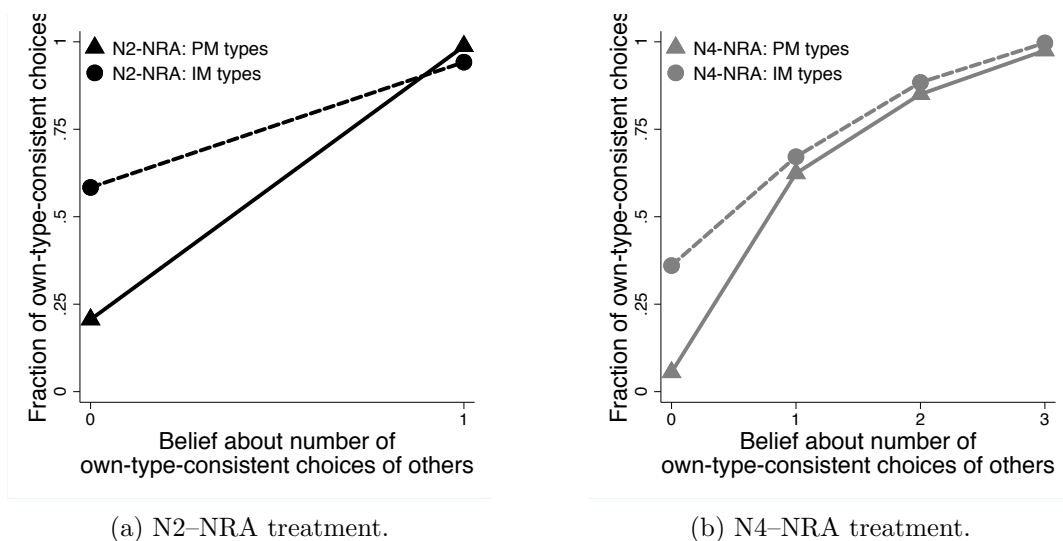 Fraction of own-type-consistent choices
0 .25 .5 .75 1
N2-NRA: PM types
N2-NRA: IM types
0 1
Belief about number of
own-type-consistent choices of others
(a) N2–NRA treatment.
Fraction of own-type-consistent choices
0 .25 .5 .75 1
N4-NRA: PM types
N4-NRA: IM types
0 1 2 3
Belief about number of
own-type-consistent choices of others
(b) N4–NRA treatment.